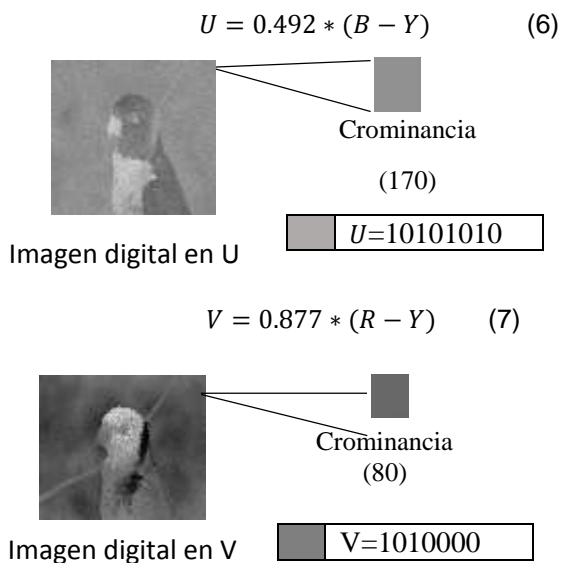 𝑈 = 0.492 ∗ (𝐵 − 𝑌) (6)
Crominancia
(170)
𝑈=10101010
Imagen digital en U
𝑉 = 0.877 ∗ (𝑅 − 𝑌) (7)
Crominancia
(80)
V=1010000
Imagen digital en V